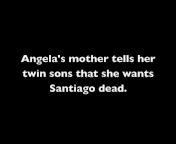 Angela's mother tells her
twin sons that she wants
Santiago dead.